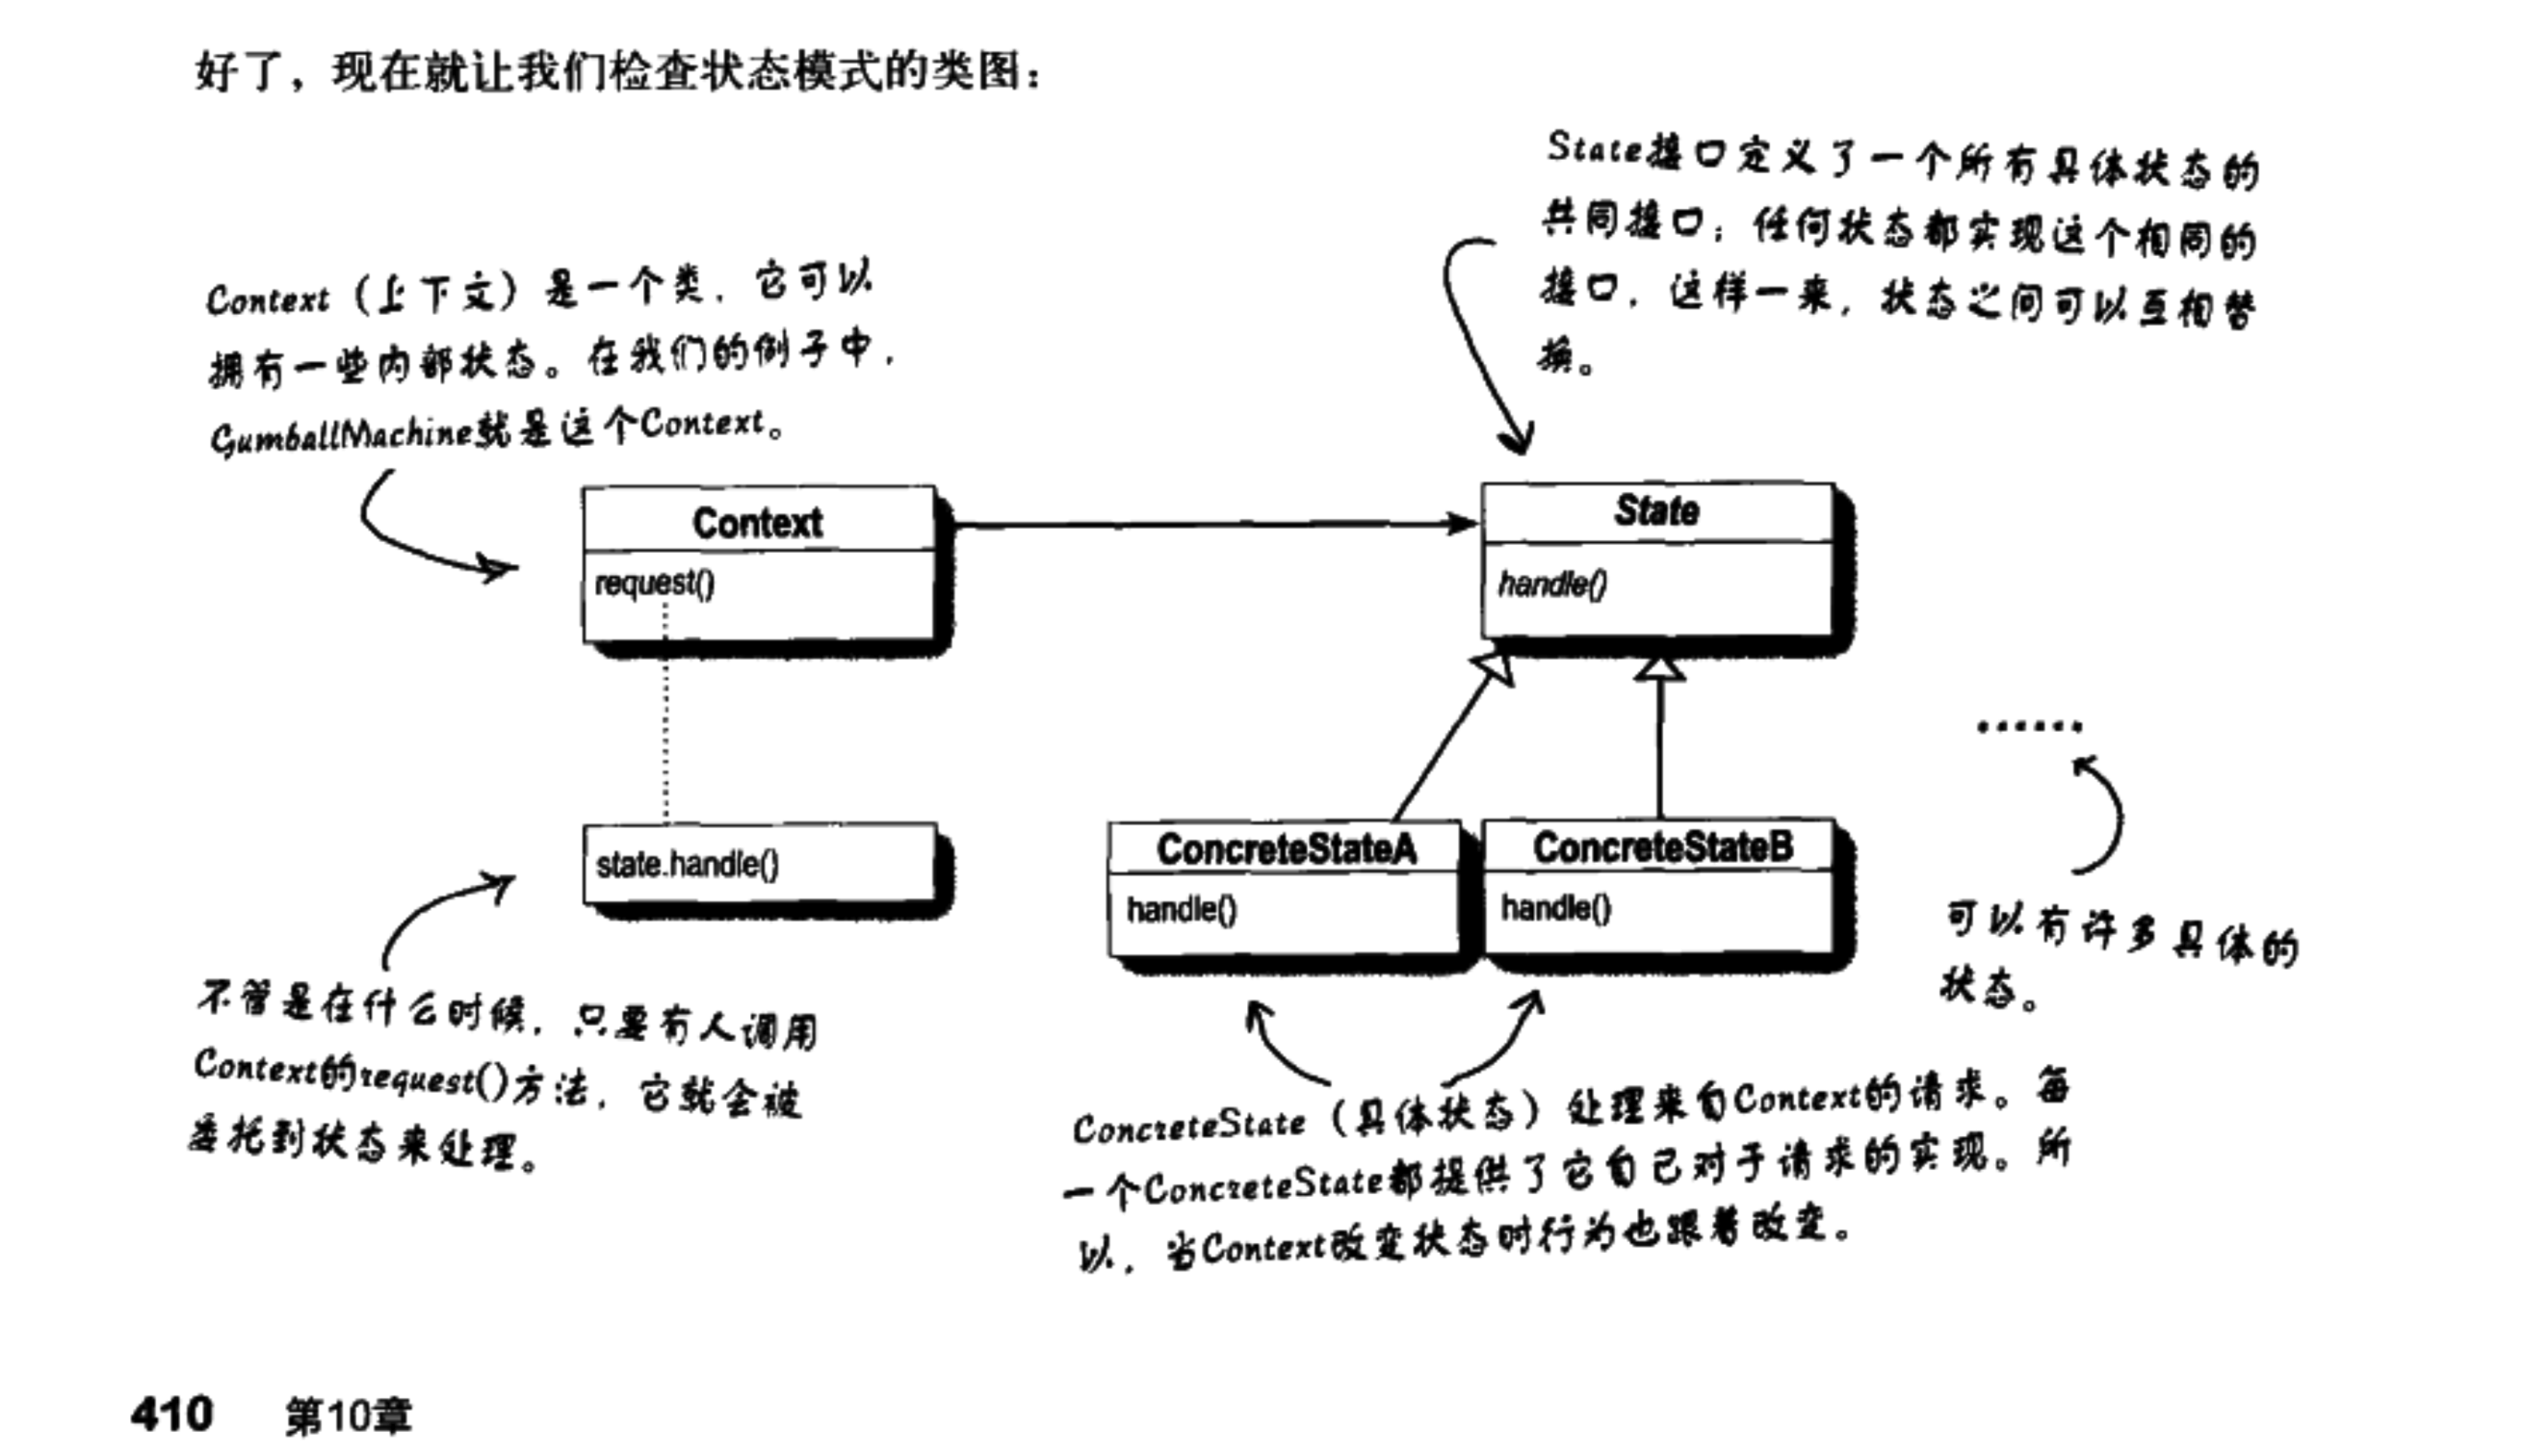 好了，现在就让我们检查状态模式的类图：
State接口定义了一个所有具体状态的
共同接口；任何状态都实现这个相同的
接口，这样一来，状态之间可以互相替
换。
Context（上下文）是一个类，它可以
拥有一些内部状态。在我们的例子中，
GumballMachine就是这个Context。
Context
request()
State
handle()
......
state.handle()
ConcreteStateA
handle()
ConcreteStateB
handle()
可以有许多具体的
状态。
不管是在什么时候，只要有人调用
Context的request()方法，它就会被
委托到状态来处理。
ConcreteState（具体状态）处理来自Context的请求。每
一个ConcreteState都提供了它自己对于请求的实现。所
以，当Context改变状态时行为也跟着改变。
410 第10章